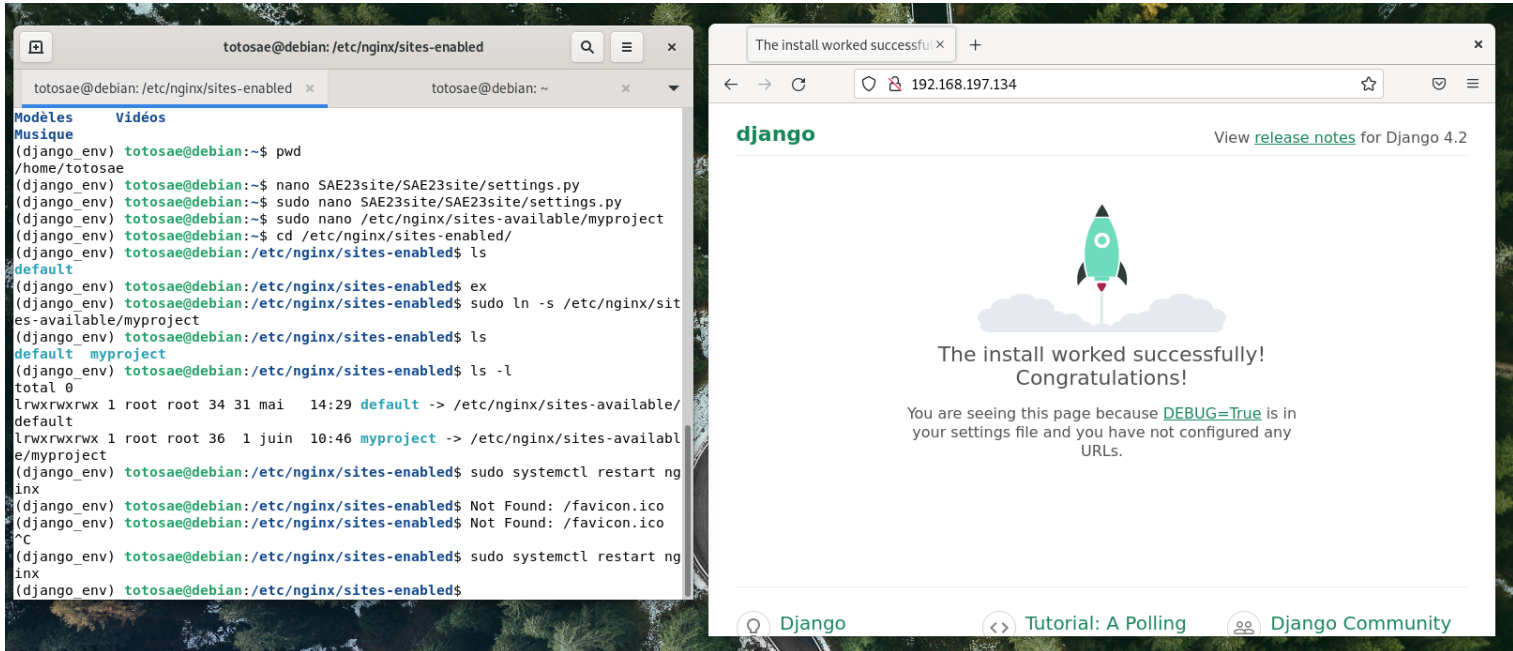 totosae@debian: /etc/nginx/sites-enabled
totosae@debian: /etc/nginx/sites-enabled
totosae@debian: ~
Modèles Vidéos
Musique
(django_env) totosae@debian:~$ pwd
/home/totosae
(django_env) totosae@debian:~$ nano SAE23site/SAE23site/settings.py
(django_env) totosae@debian:~$ sudo nano SAE23site/SAE23site/settings.py
(django_env) totosae@debian:~$ sudo nano /etc/nginx/sites-available/myproject
(django_env) totosae@debian:~$ cd /etc/nginx/sites-enabled/
(django_env) totosae@debian:/etc/nginx/sites-enabled$ ls
default
(django_env) totosae@debian:/etc/nginx/sites-enabled$ ex
(django_env) totosae@debian:/etc/nginx/sites-enabled$ sudo ln -s /etc/nginx/sit
es-available/myproject
(django_env) totosae@debian:/etc/nginx/sites-enabled$ ls
default myproject
(django_env) totosae@debian:/etc/nginx/sites-enabled$ ls -l
total 0
lrwxrwxrwx 1 root root 34 31 mai 14:29 default -> /etc/nginx/sites-available/
default
lrwxrwxrwx 1 root root 36 1 juin 10:46 myproject -> /etc/nginx/sites-availabl
e/myproject
(django_env) totosae@debian:/etc/nginx/sites-enabled$ sudo systemctl restart ng
inx
(django_env) totosae@debian:/etc/nginx/sites-enabled$ Not Found: /favicon.ico
(django_env) totosae@debian:/etc/nginx/sites-enabled$ Not Found: /favicon.ico
^C
(django_env) totosae@debian:/etc/nginx/sites-enabled$ sudo systemctl restart ng
inx
(django_env) totosae@debian:/etc/nginx/sites-enabled$
The install worked successful
192.168.197.134
django
View release notes for Django 4.2
The install worked successfully!
Congratulations!
You are seeing this page because DEBUG=True is in
your settings file and you have not configured any
URLs.
Django
Tutorial: A Polling
Django Community